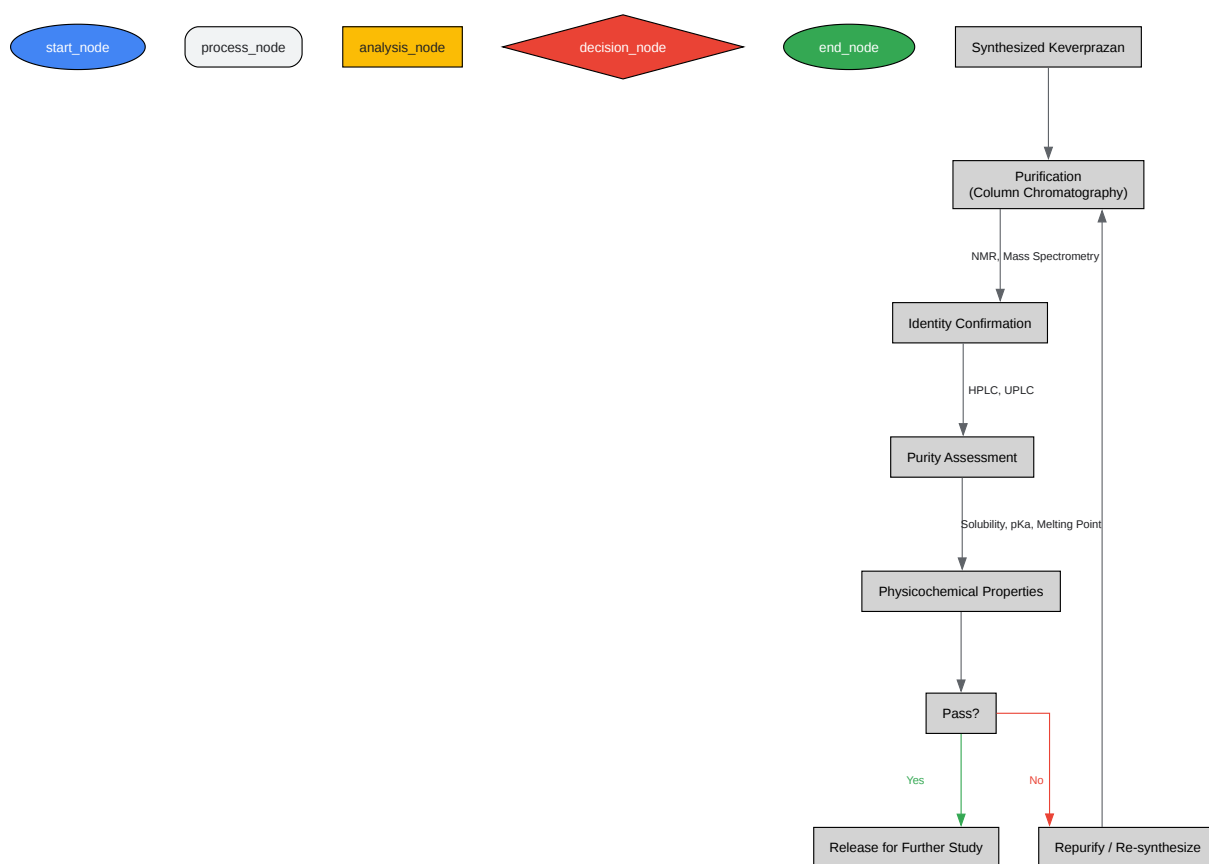 start_node
process_node
analysis_node
decision_node
end_node
Synthesized Keverprazan
Purification
(Column Chromatography)
NMR, Mass Spectrometry
Identity Confirmation
HPLC, UPLC
Purity Assessment
Solubility, pKa, Melting Point
Physicochemical Properties
Pass?
Yes
No
Release for Further Study
Repurify / Re-synthesize